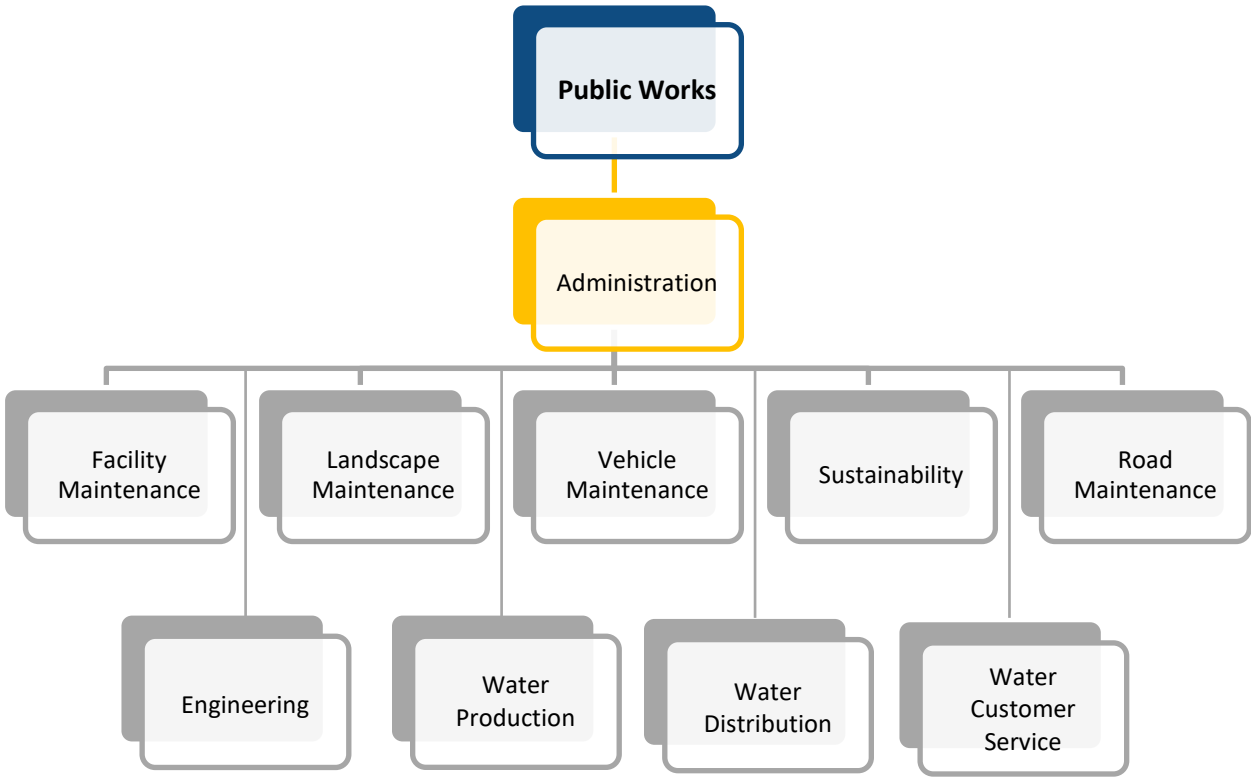 Public Works
Administration
Facility
Maintenance
Landscape
Maintenance
Vehicle
Maintenance
Sustainability
Road
Maintenance
Engineering
Water
Production
Water
Distribution
Water
Customer
Service